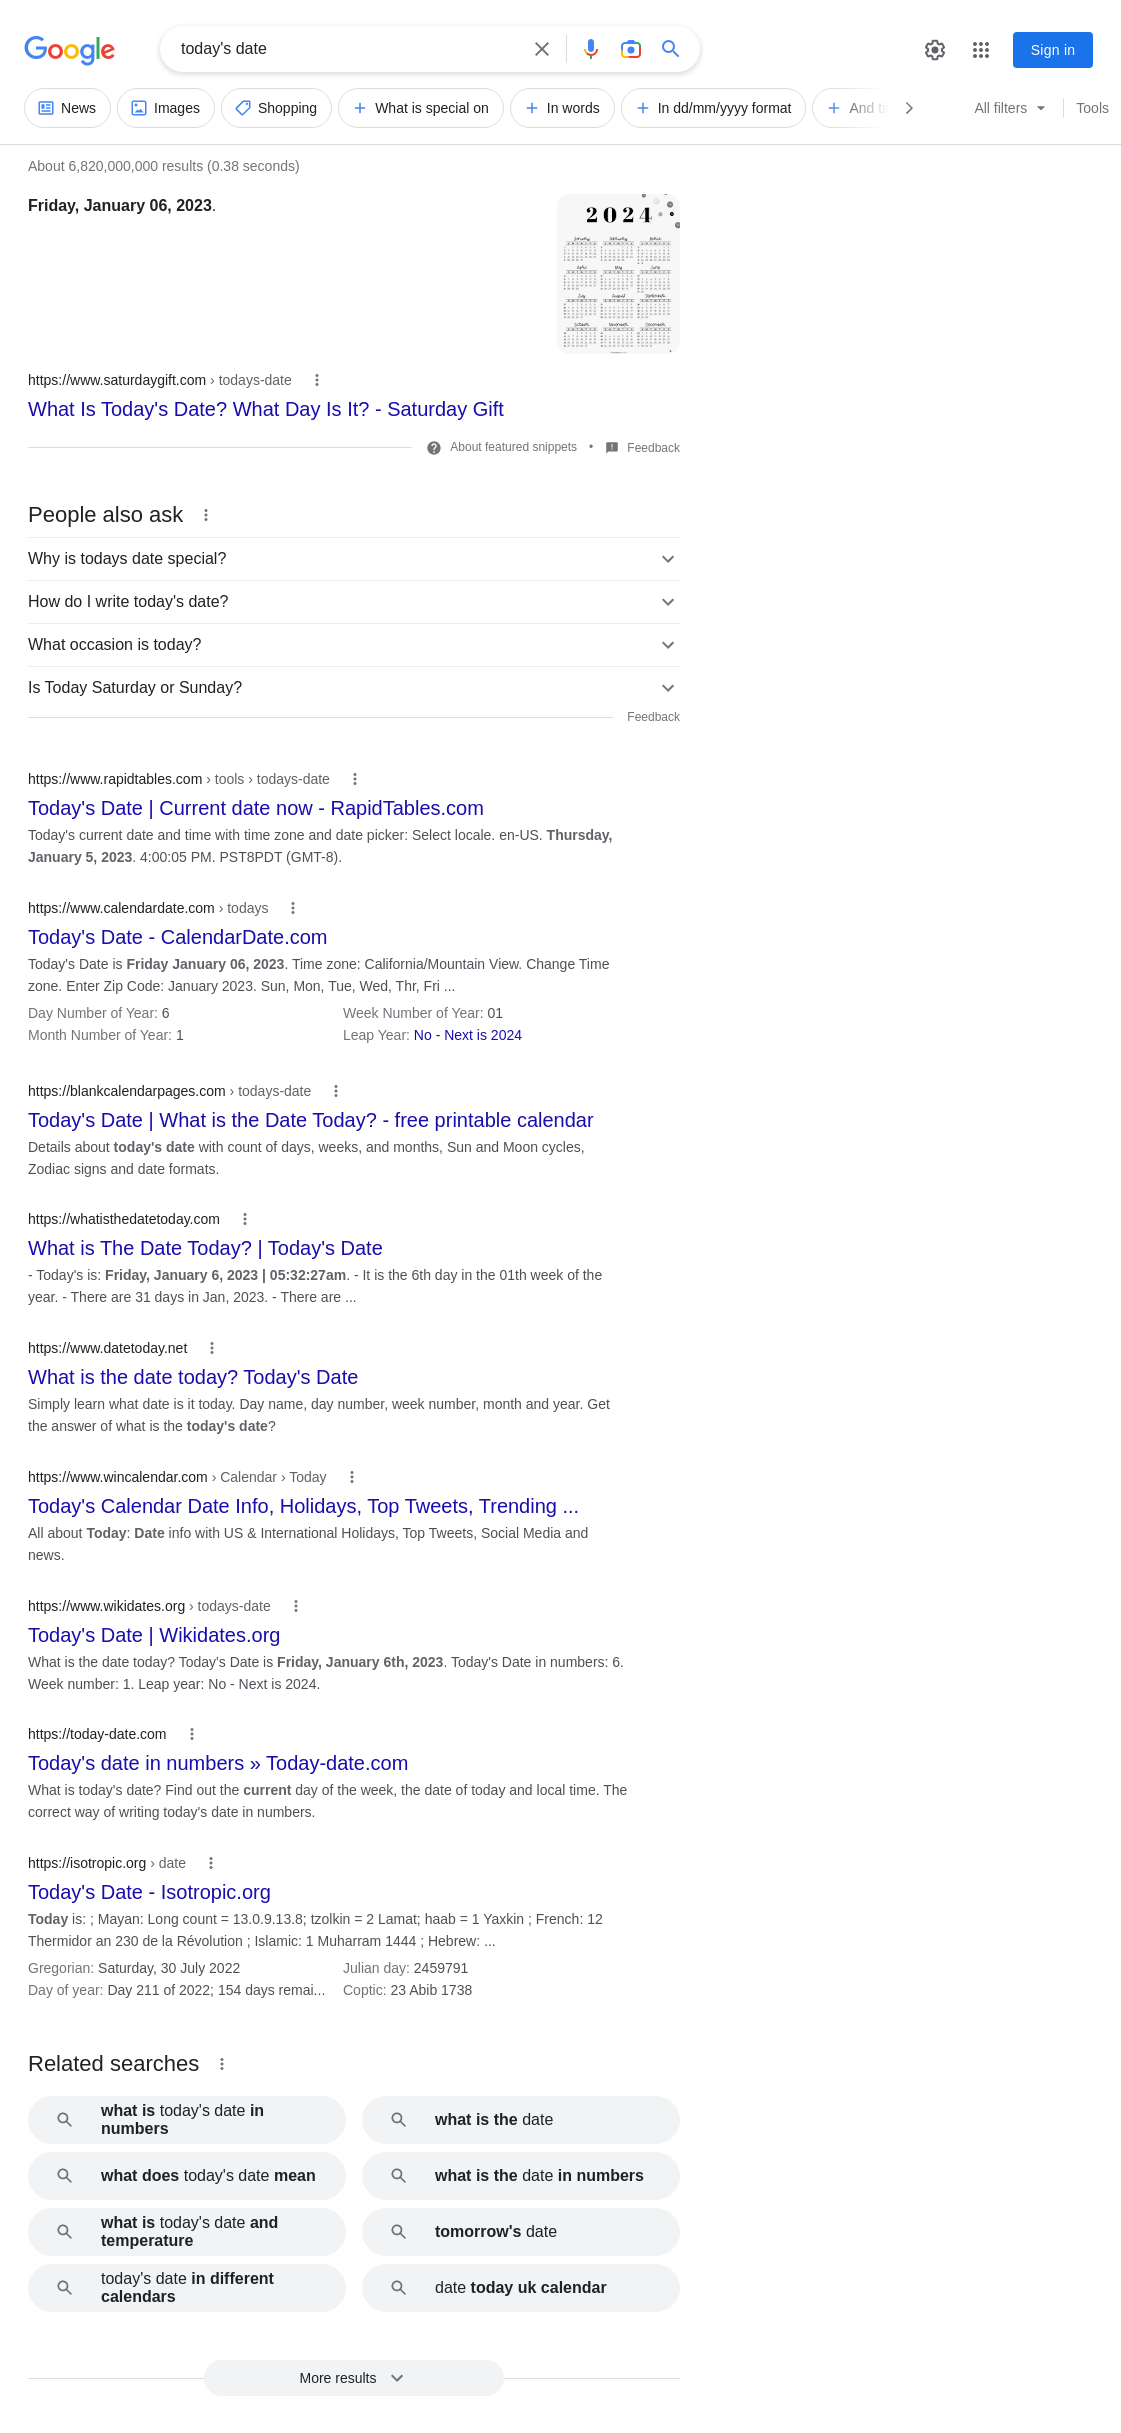 Google
today's date
Sign in
News
Images
Shopping
What is special on
In words
In dd/mm/yyyy format
And
All filters
Tools
About 6,820,000,000 results (0.38 seconds)
Friday, January 06, 2023.
2024
https://www.saturdaygift.com › todays-date
What Is Today's Date? What Day Is It? - Saturday Gift
About featured snippets • Feedback
People also ask
Why is todays date special?
How do I write today's date?
What occasion is today?
Is Today Saturday or Sunday?
Feedback
https://www.rapidtables.com › tools › todays-date
Today's Date | Current date now - RapidTables.com
Today's current date and time with time zone and date picker: Select locale. en-US. Thursday,
January 5, 2023. 4:00:05 PM. PST8PDT (GMT-8).
https://www.calendardate.com › todays
Today's Date - CalendarDate.com
Today's Date is Friday January 06, 2023. Time zone: California/Mountain View. Change Time
zone. Enter Zip Code: January 2023. Sun, Mon, Tue, Wed, Thr, Fri ...
Day Number of Year: 6 Week Number of Year: 01
Month Number of Year: 1 Leap Year: No - Next is 2024
https://blankcalendarpages.com › todays-date
Today's Date | What is the Date Today? - free printable calendar
Details about today's date with count of days, weeks, and months, Sun and Moon cycles,
Zodiac signs and date formats.
https://whatisthedatetoday.com
What is The Date Today? | Today's Date
- Today's is: Friday, January 6, 2023 | 05:32:27am. - It is the 6th day in the 01th week of the
year. - There are 31 days in Jan, 2023. - There are ...
https://www.datetoday.net
What is the date today? Today's Date
Simply learn what date is it today. Day name, day number, week number, month and year. Get
the answer of what is the today's date?
https://www.wincalendar.com › Calendar › Today
Today's Calendar Date Info, Holidays, Top Tweets, Trending ...
All about Today: Date info with US & International Holidays, Top Tweets, Social Media and
news.
https://www.wikidates.org › todays-date
Today's Date | Wikidates.org
What is the date today? Today's Date is Friday, January 6th, 2023. Today's Date in numbers: 6.
Week number: 1. Leap year: No - Next is 2024.
https://today-date.com
Today's date in numbers » Today-date.com
What is today's date? Find out the current day of the week, the date of today and local time. The
correct way of writing today's date in numbers.
https://isotropic.org › date
Today's Date - Isotropic.org
Today is: ; Mayan: Long count = 13.0.9.13.8; tzolkin = 2 Lamat; haab = 1 Yaxkin ; French: 12
Thermidor an 230 de la Révolution ; Islamic: 1 Muharram 1444 ; Hebrew: ...
Gregorian: Saturday, 30 July 2022 Julian day: 2459791
Day of year: Day 211 of 2022; 154 days remai... Coptic: 23 Abib 1738
Related searches
what is today's date in
numbers
what is the date
what does today's date mean
what is the date in numbers
what is today's date and
temperature
tomorrow's date
today's date in different
calendars
date today uk calendar
More results